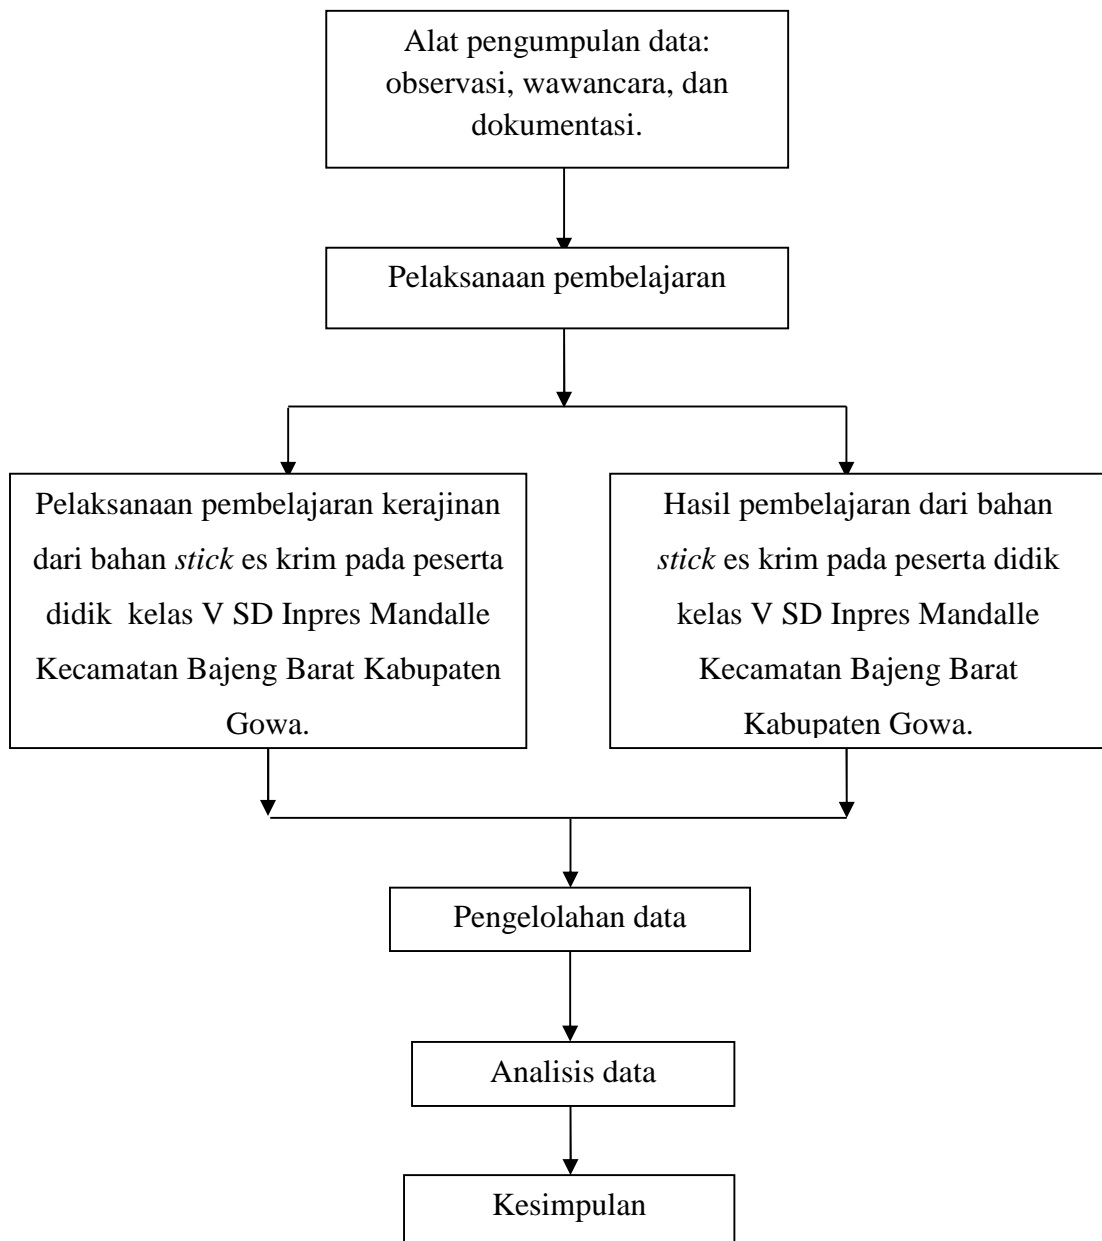 Alat pengumpulan data:
observasi, wawancara, dan
dokumentasi.
Pelaksanaan pembelajaran
Pelaksanaan pembelajaran kerajinan
dari bahan stick es krim pada peserta
didik kelas V SD Inpres Mandalle
Kecamatan Bajeng Barat Kabupaten
Gowa.
Hasil pembelajaran dari bahan
stick es krim pada peserta didik
kelas V SD Inpres Mandalle
Kecamatan Bajeng Barat
Kabupaten Gowa.
Pengelolahan data
Analisis data
Kesimpulan